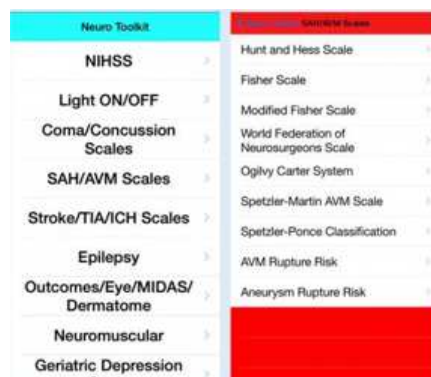 Neuro Toolkit
NIHSS
Light ON/OFF
Coma/Concussion
Scales
SAH/AVM Scales
Stroke/TIA/ICH Scales
Epilepsy
Outcomes/Eye/MIDAS/
Dermatome
Neuromuscular
Geriatric Depression
SAH/AVM Scales
Hunt and Hess Scale
Fisher Scale
Modified Fisher Scale
World Federation of
Neurosurgeons Scale
Ogilvy Carter System
Spetzler-Martin AVM Scale
Spetzler-Ponce Classification
AVM Rupture Risk
Aneurysm Rupture Risk